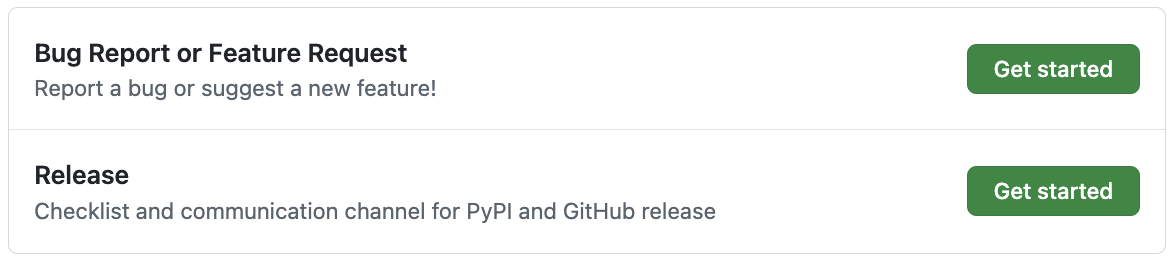 Bug Report or Feature Request
Report a bug or suggest a new feature!
Get started
Release
Checklist and communication channel for PyPI and GitHub release
Get started